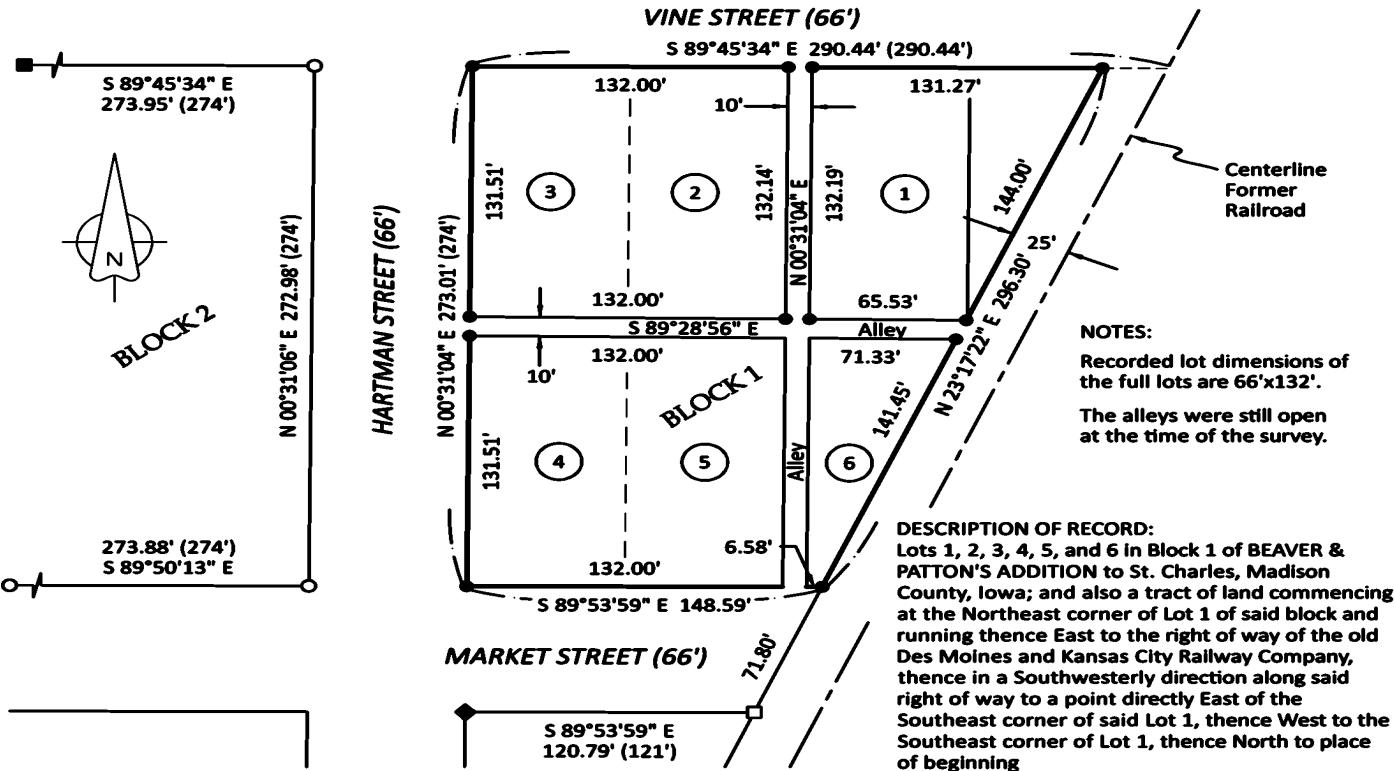 VINE STREET (66')
S 89°45'34" E 290.44' (290.44')
S 89°45'34" E
273.95' (274')
132.00'
10'
131.27'
131.51'
3
2
132.14'
N 00°31'04" E
132.19'
1
144.00'
Centerline
Former
Railroad
N
BLOCK 2
N 00°31'06" E 272.98' (274')
HARTMAN STREET (66')
N 00°31'04" E 273.01' (274')
25'
N 23°17'22" E 296.30'
132.00'
65.53'
S 89°28'56" E
Alley
132.00'
71.33'
10'
BLOCK 1
141.45'
NOTES:
Recorded lot dimensions of
the full lots are 66'x132'.
The alleys were still open
at the time of the survey.
131.51'
4
5
Alley
6
273.88' (274')
S 89°50'13" E
6.58'
132.00'
S 89°53'59" E 148.59'
DESCRIPTION OF RECORD:
Lots 1, 2, 3, 4, 5, and 6 in Block 1 of BEAVER &
PATTON'S ADDITION to St. Charles, Madison
County, Iowa; and also a tract of land commencing
at the Northeast corner of Lot 1 of said block and
running thence East to the right of way of the old
Des Moines and Kansas City Railway Company,
thence in a Southwesterly direction along said
right of way to a point directly East of the
Southeast corner of said Lot 1, thence West to the
Southeast corner of Lot 1, thence North to place
of beginning
MARKET STREET (66')
71.80'
S 89°53'59" E
120.79' (121')